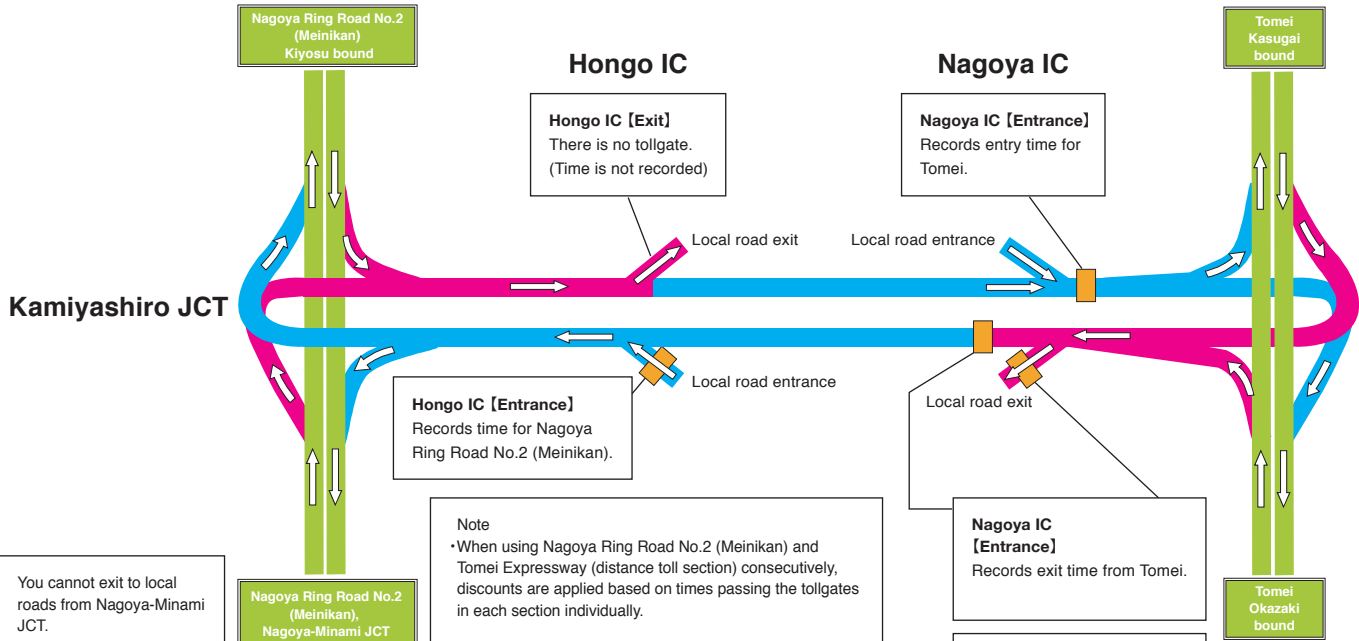 Nagoya Ring Road No.2
(Meinikan)
Kiyosu bound
Tomei
Kasugai
bound
Hongo IC
Nagoya IC
Hongo IC【Exit】
There is no tollgate.
(Time is not recorded)
Nagoya IC【Entrance】
Records entry time for
Tomei.
Local road exit
Local road entrance
Kamiyashiro JCT
Local road entrance
Local road exit
Hongo IC【Entrance】
Records time for Nagoya
Ring Road No.2 (Meinikan).
Note
・When using Nagoya Ring Road No.2 (Meinikan) and
Tomei Expressway (distance toll section) consecutively,
discounts are applied based on times passing the tollgates
in each section individually.
Nagoya IC
【Entrance】
Records exit time from Tomei.
You cannot exit to local
roads from Nagoya-Minami
JCT.
Nagoya Ring Road No.2
(Meinikan),
Nagoya-Minami JCT
Tomei
Okazaki
bound